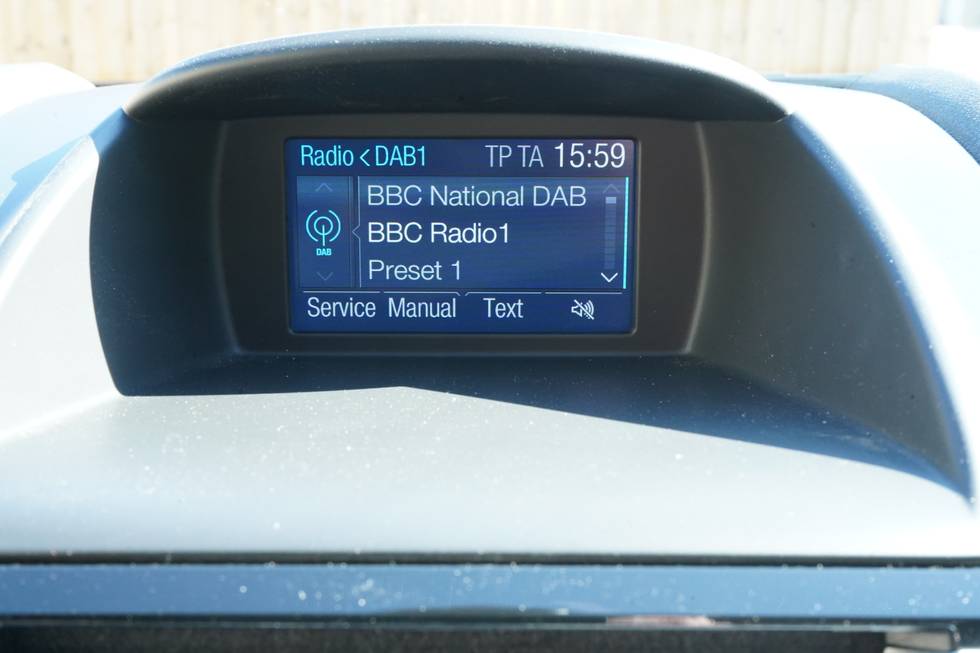 Radio < DAB1 TP TA 15:59
BBC National DAB
DAB
BBC Radio1
Preset 1
Service Manual Text